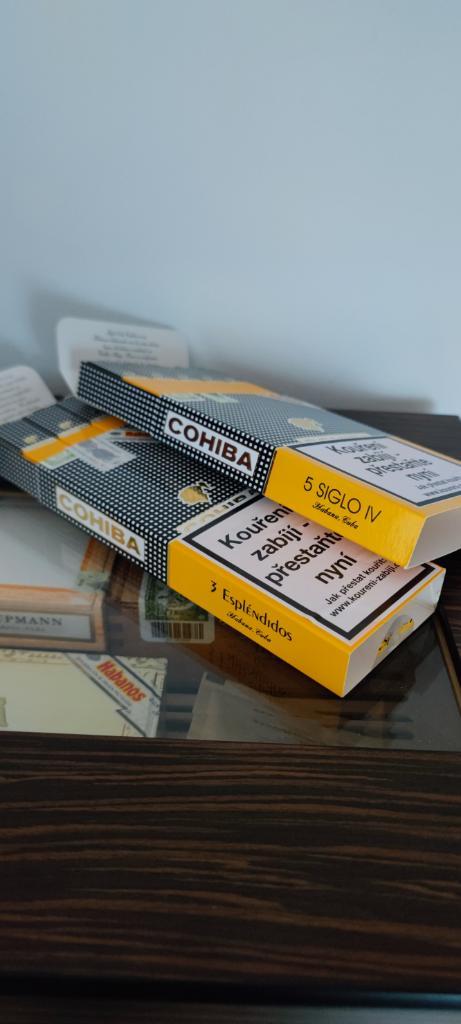 COHIBA
5 SIGLO IV
Habana, Cuba
Kouření
zabíjí –
přestaňte
nyní
COHIBA
3 EspléNdidos
Habana, Cuba
Kouření
zabíjí –
přestaňte
nyní
Jak přestat kouřit:
www.koureni-zabiji.
UPMANN
Habanos